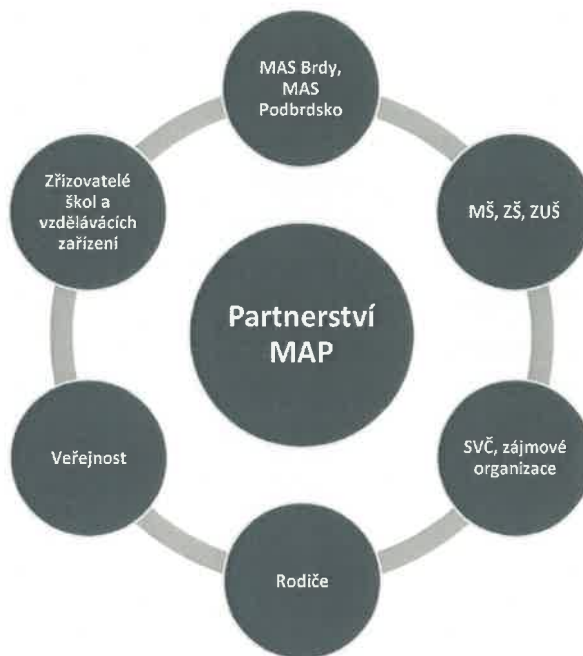 MAS Brdy,
MAS
Podbrdsko
Zřizovatelé
škol a
vzdělávacích
zařízení
MŠ, ZŠ, ZUŠ
Partnerství
MAP
Veřejnost
SVČ, zájmové
organizace
Rodiče